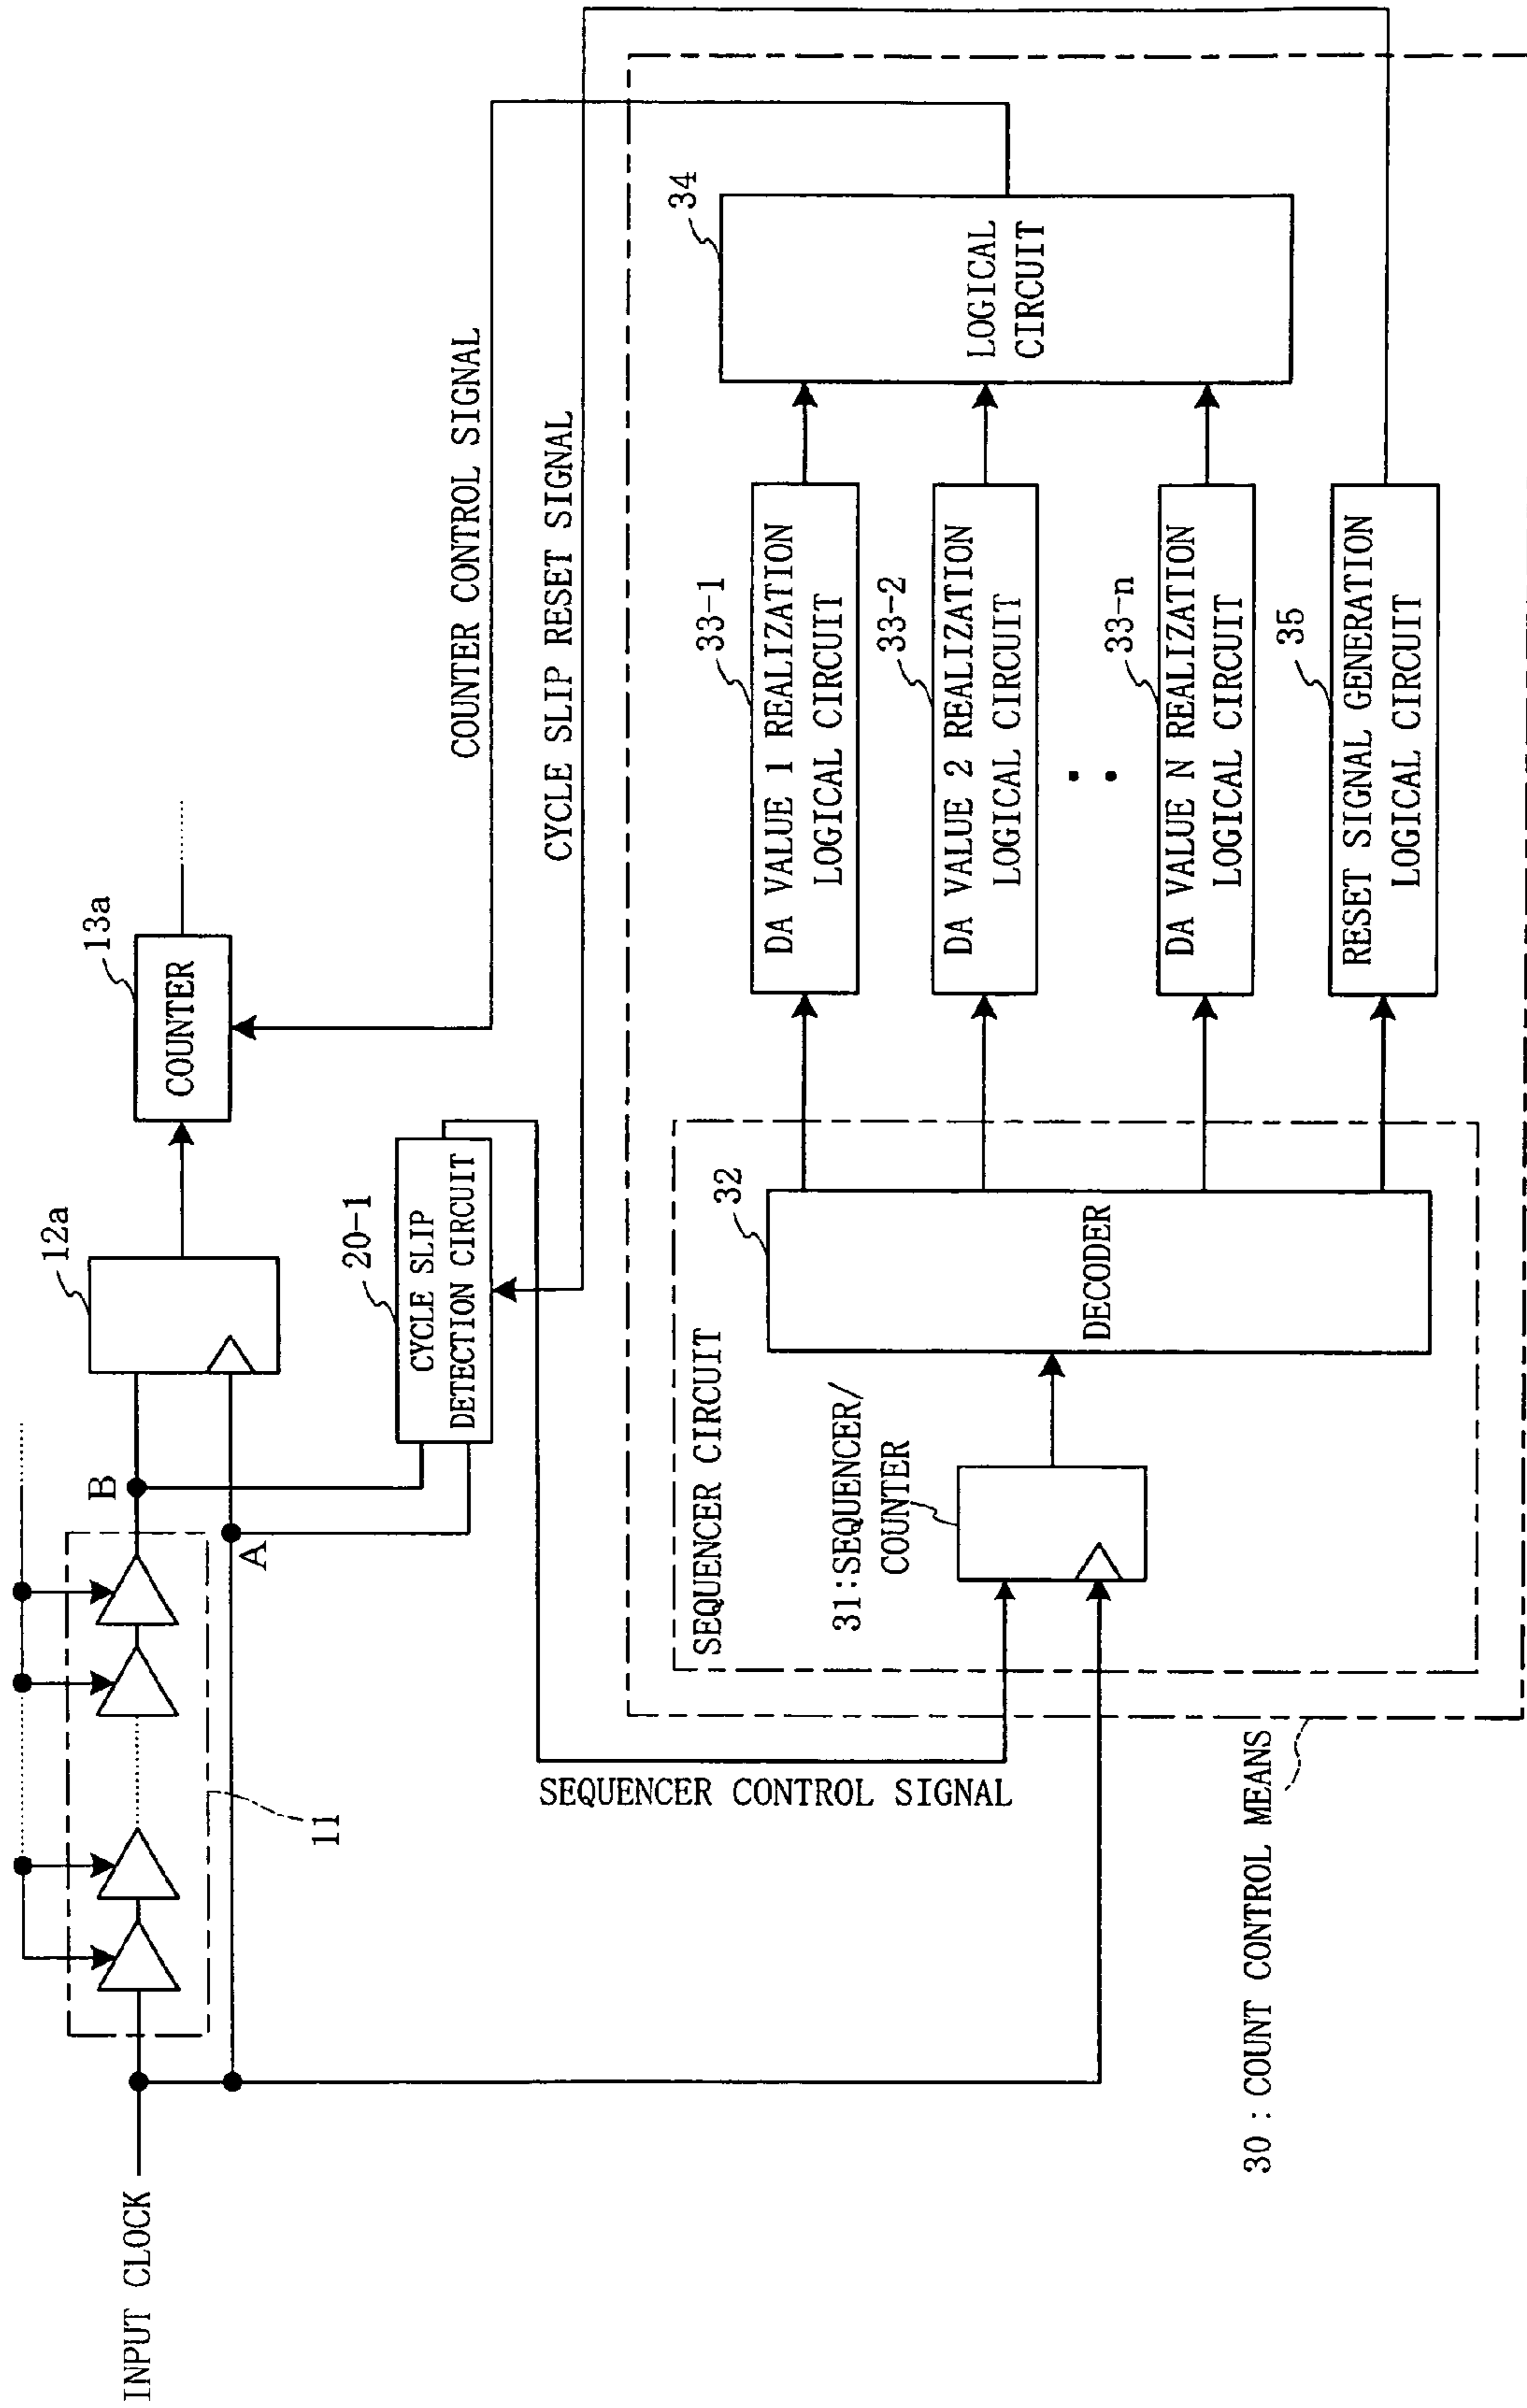 INPUT CLOCK
11
B
A
12a
13a
COUNTER
20-1
CYCLE SLIP
DETECTION CIRCUIT
COUNTER CONTROL SIGNAL
CYCLE SLIP RESET SIGNAL
SEQUENCER CONTROL SIGNAL
30 : COUNT CONTROL MEANS
SEQUENCER CIRCUIT
31:SEQUENCER/
COUNTER
32
DECODER
33-1
DA VALUE 1 REALIZATION
LOGICAL CIRCUIT
33-2
DA VALUE 2 REALIZATION
LOGICAL CIRCUIT
33-n
DA VALUE N REALIZATION
LOGICAL CIRCUIT
35
RESET SIGNAL GENERATION
LOGICAL CIRCUIT
34
LOGICAL
CIRCUIT